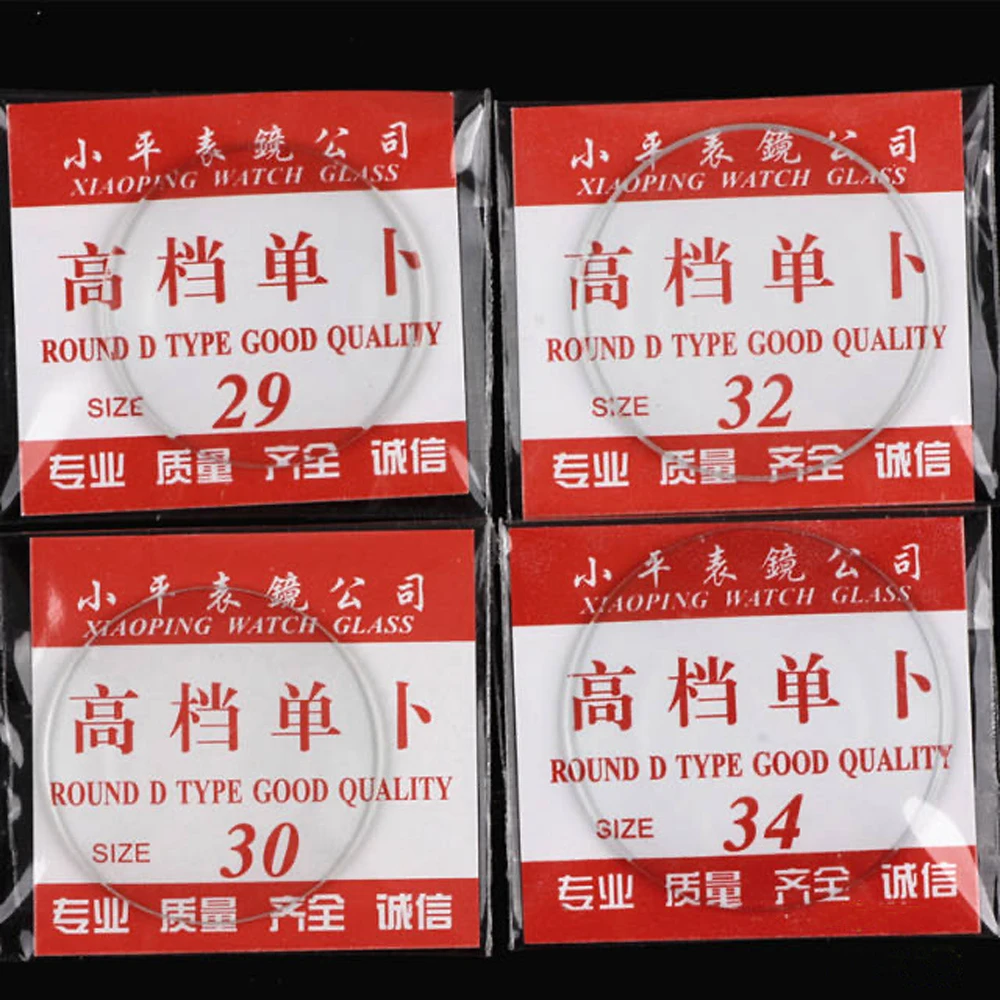 小平表鏡公司
XIAOPING WATCH GLASS
高档单卜
ROUND D TYPE GOOD QUALITY
SIZE 29
专业 质量 齐全 诚信
小平表鏡公司
XIAOPING WATCH GLASS
高档单卜
ROUND D TYPE GOOD QUALITY
SIZE 32
专业 质量 齐全 诚信
小平表鏡公司
XIAOPING WATCH GLASS
高档单卜
ROUND D TYPE GOOD QUALITY
SIZE 30
专业 质量 齐全 诚信
小平表鏡公司
XIAOPING WATCH GLASS
高档单卜
ROUND D TYPE GOOD QUALITY
SIZE 34
专业 质量 齐全 诚信